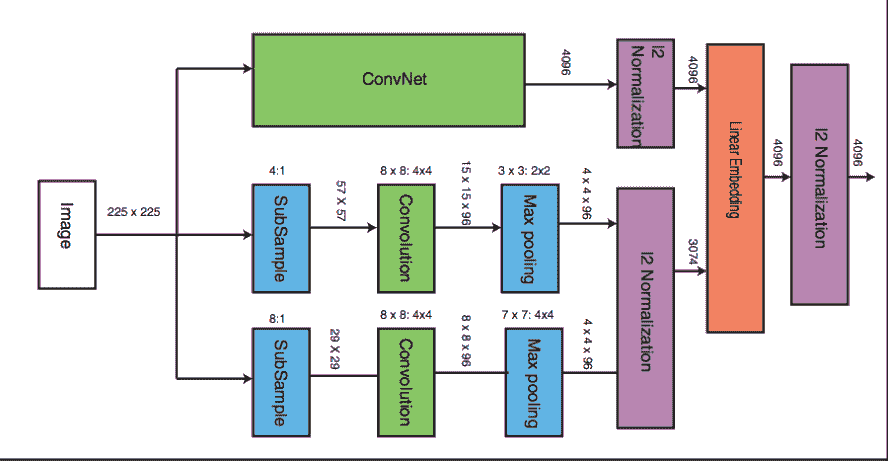 Image
225 x 225
ConvNet
4096
l2 Normalization
4096
4:1
SubSample
57 X 57
8 x 8: 4x4
Convolution
15 x 15 x 96
3 x 3: 2x2
Max pooling
4 x 4 x 96
8:1
SubSample
29 X 29
8 x 8: 4x4
Convolution
8 x 8 x 96
7 x 7: 4x4
Max pooling
4 x 4 x 96
l2 Normalization
3074
Linear Embedding
4096
l2 Normalization
4096